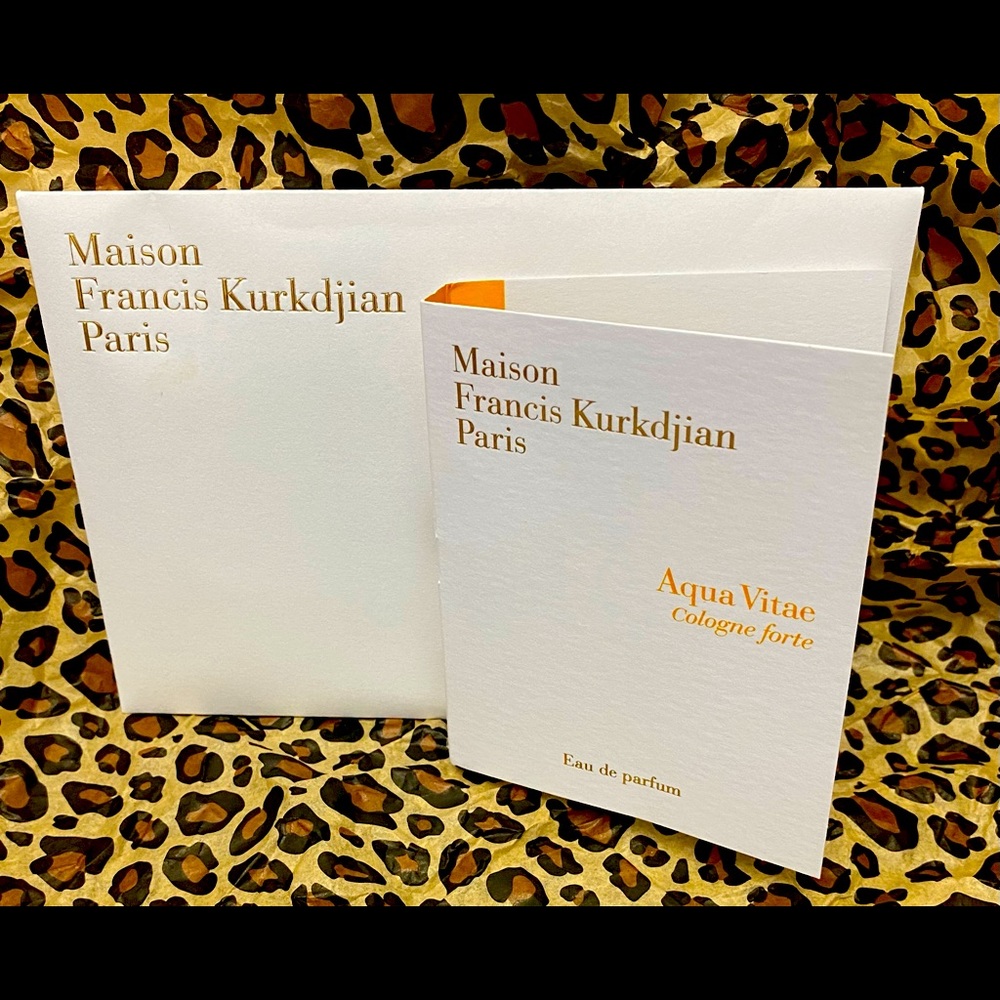 Maison
Francis Kurkdjian
Paris
Maison
Francis Kurkdjian
Paris
Aqua Vitae
Cologne forte
Eau de parfum